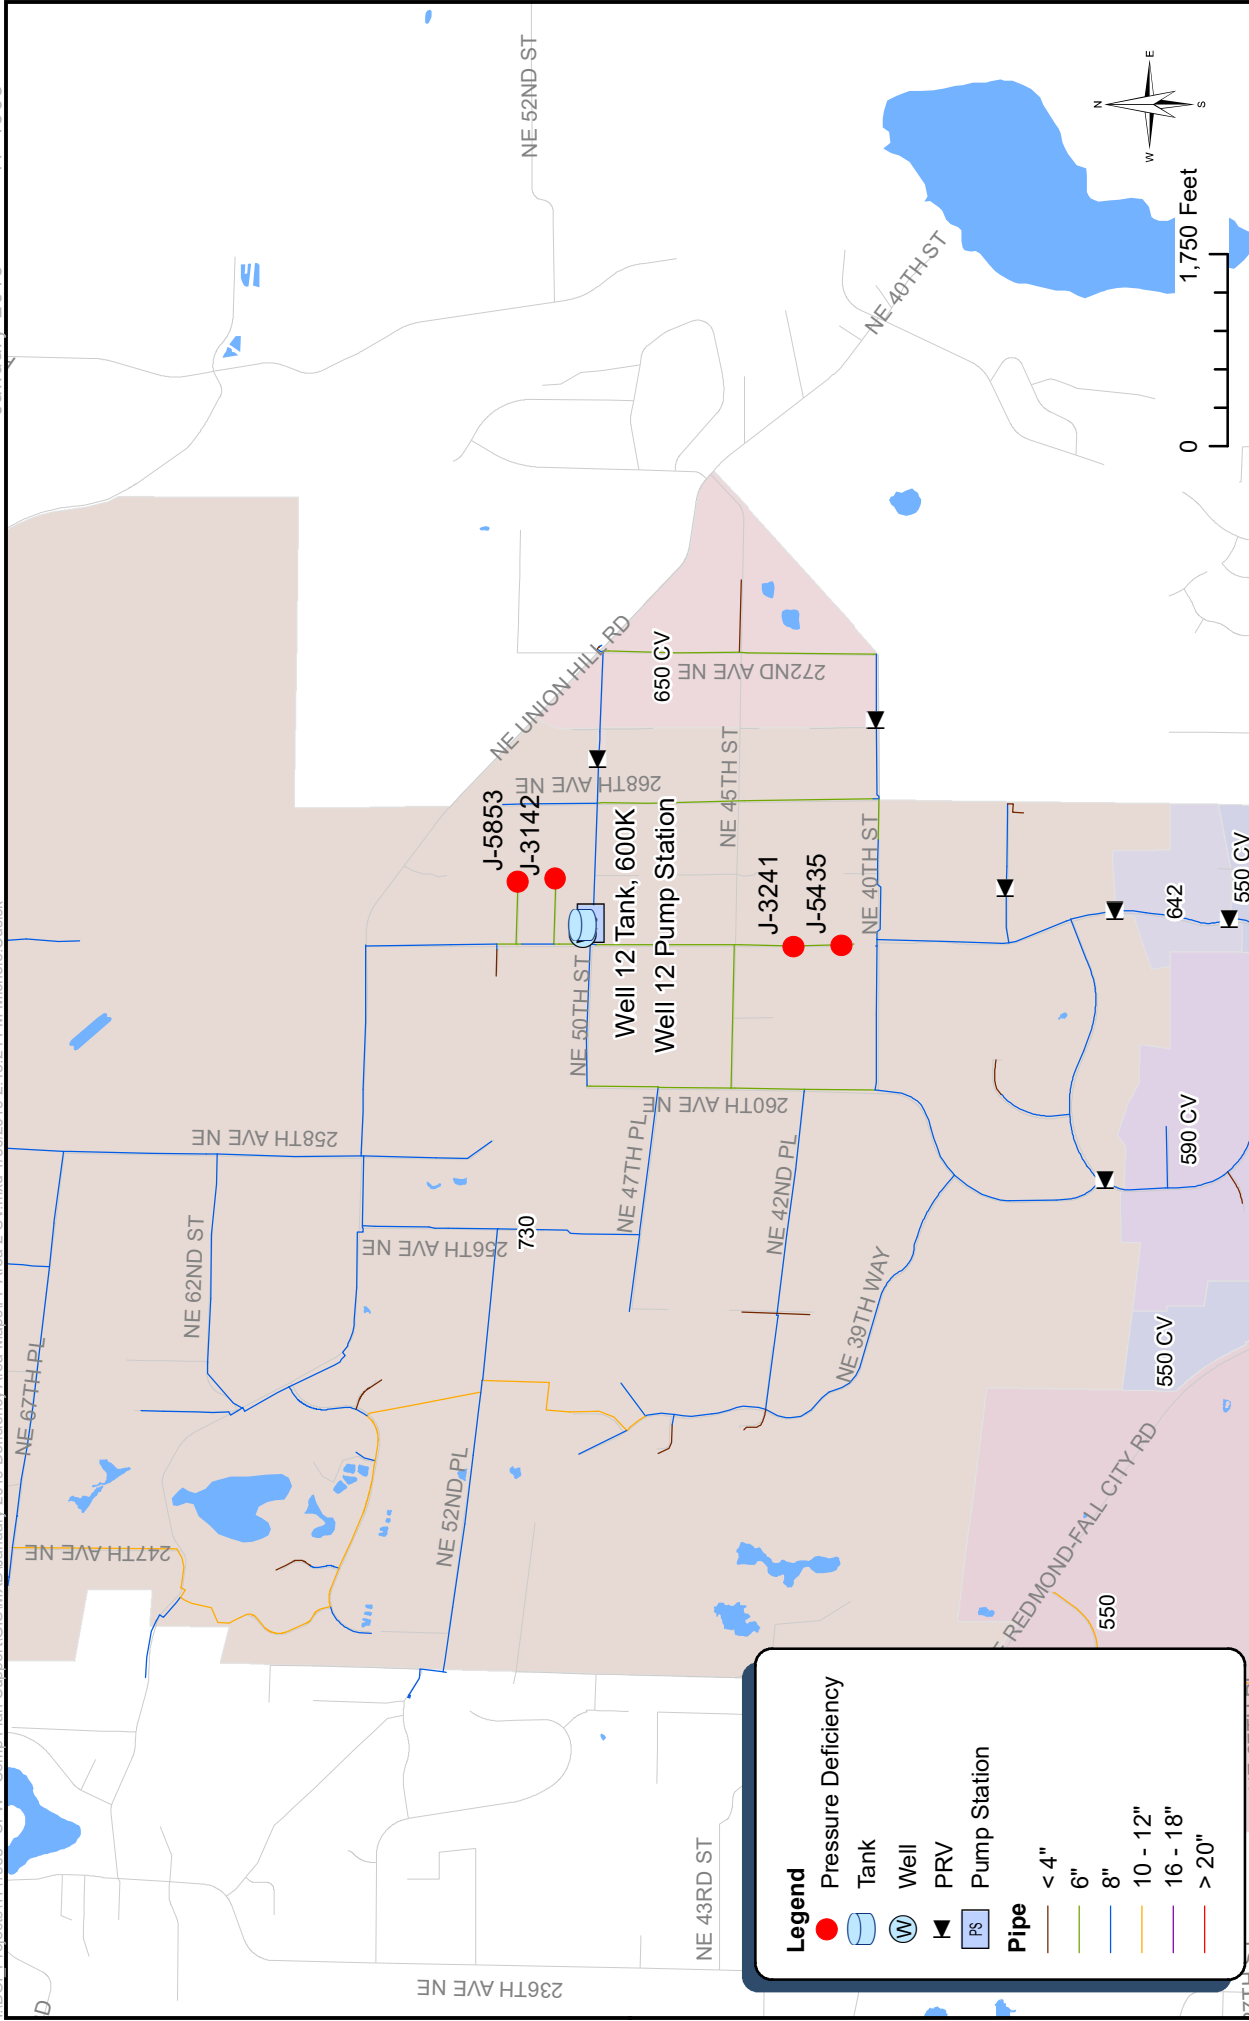 NE 52ND ST
N
E
S
W
0
1,750 Feet
NE 40TH ST
NE UNION HILL RD
650 CV
272ND AVE NE
268TH AVE NE
NE 45TH ST
J-5853
J-3142
Well 12 Tank, 600K
Well 12 Pump Station
J-3241
J-5435
NE 40TH ST
642
550 CV
NE 50TH ST
258TH AVE NE
260TH AVE NE
NE 47TH PL
NE 42ND PL
590 CV
NE 62ND ST
256TH AVE NE
730
NE 39TH WAY
550 CV
NE 67TH PL
247TH AVE NE
NE 52ND PL
REDMOND-FALL CITY RD
550
NE 43RD ST
236TH AVE NE
Legend
Pressure Deficiency
Tank
W
Well
PRV
PS
Pump Station
Pipe
< 4"
6"
8"
10 - 12"
16 - 18"
> 20"